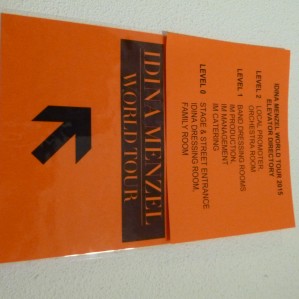 IDINA MENZEL WORLD TOUR 2015
ELEVATOR DIRECTORY
LEVEL 2 LOCAL PROMOTER,
ORCHESTRA ROOM
LEVEL 1 BAND DRESSING ROOMS
IM PRODUCTION,
IM MANAGEMENT
IM CATERING
LEVEL 0 STAGE & STREET ENTRANCE
IDINA DRESSING ROOM,
FAMILY ROOM
IDINA MENZEL
WORLD TOUR